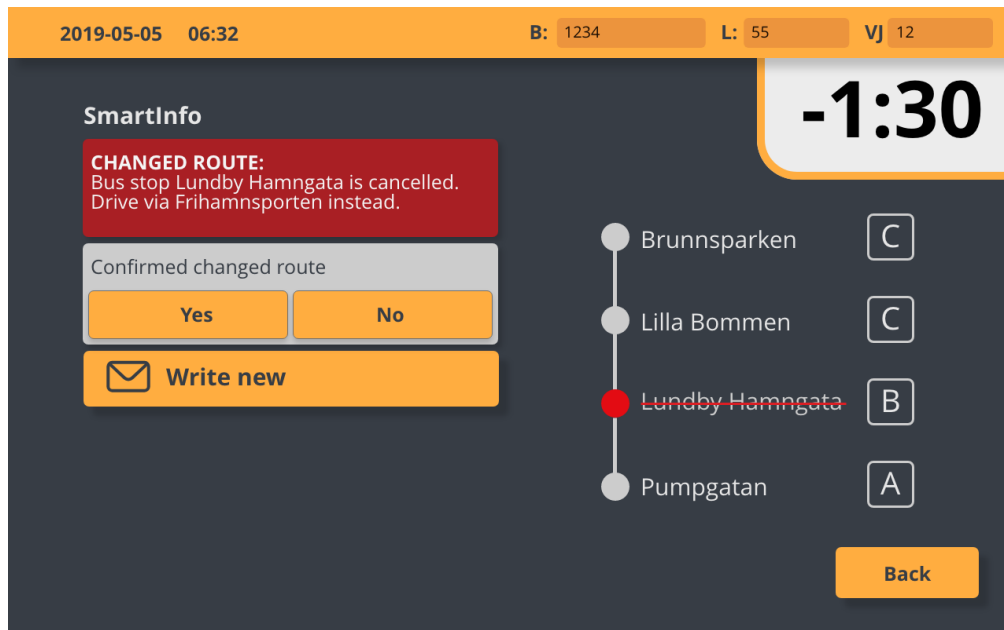 2019-05-05 06:32 B: 1234 L: 55 VJ 12
-1:30
SmartInfo
CHANGED ROUTE:
Bus stop Lundby Hamngata is cancelled.
Drive via Frihamnsporten instead.
Confirmed changed route
Yes No
Write new
Brunnsparken C
Lilla Bommen C
Lundby Hamngata B
Pumpgatan A
Back